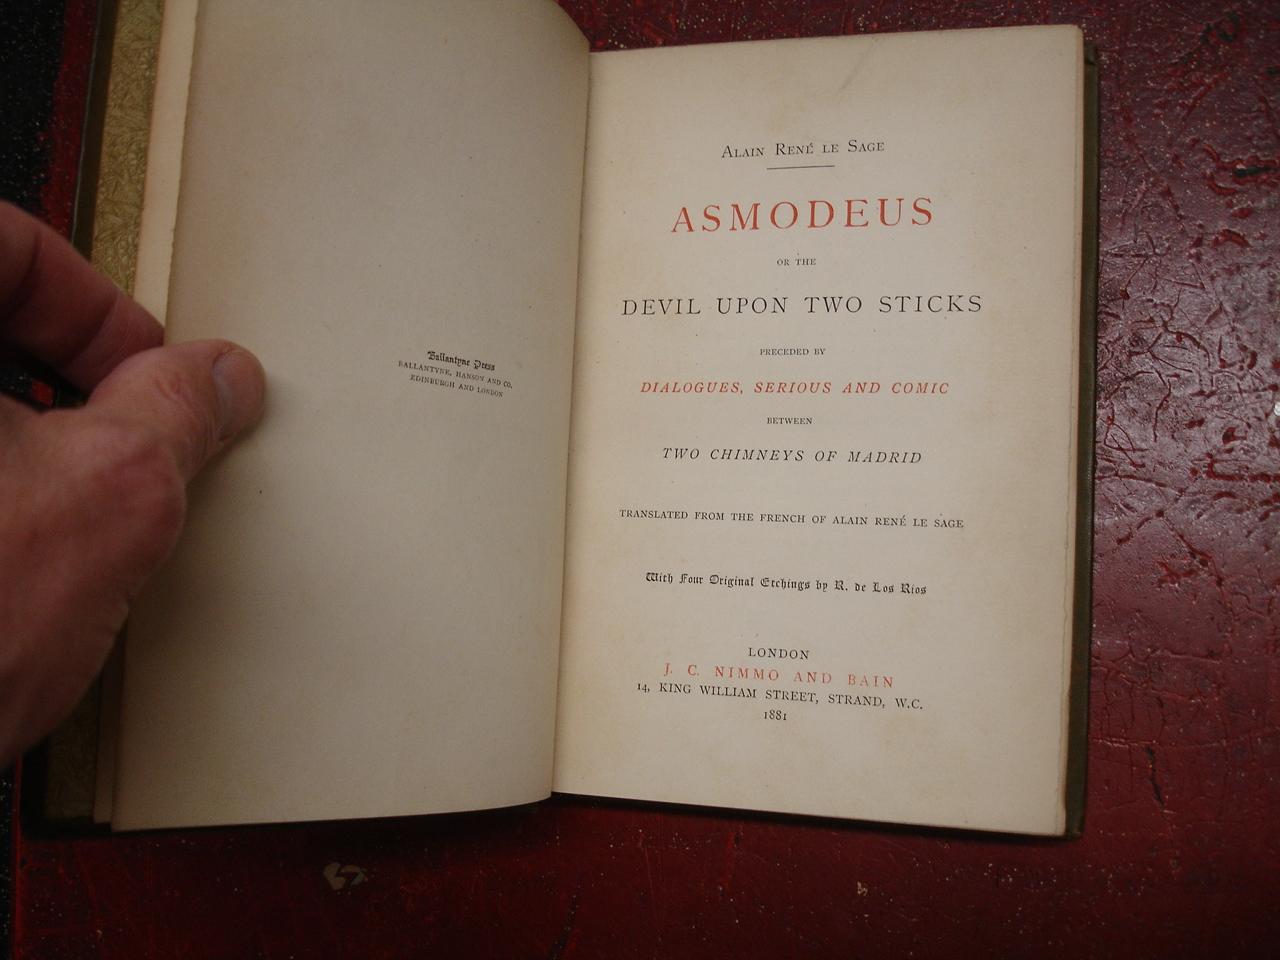 Ballantyne Press
BALLANTYNE, HANSON AND CO.
EDINBURGH AND LONDON
ALAIN RENÉ LE SAGE
ASMODEUS
OR THE
DEVIL UPON TWO STICKS
PRECEDED BY
DIALOGUES, SERIOUS AND COMIC
BETWEEN
TWO CHIMNEYS OF MADRID
TRANSLATED FROM THE FRENCH OF ALAIN RENÉ LE SAGE
With Four Original Etchings by R. de Los Rios
LONDON
J. C. NIMMO AND BAIN
14, KING WILLIAM STREET, STRAND, W.C.
1881